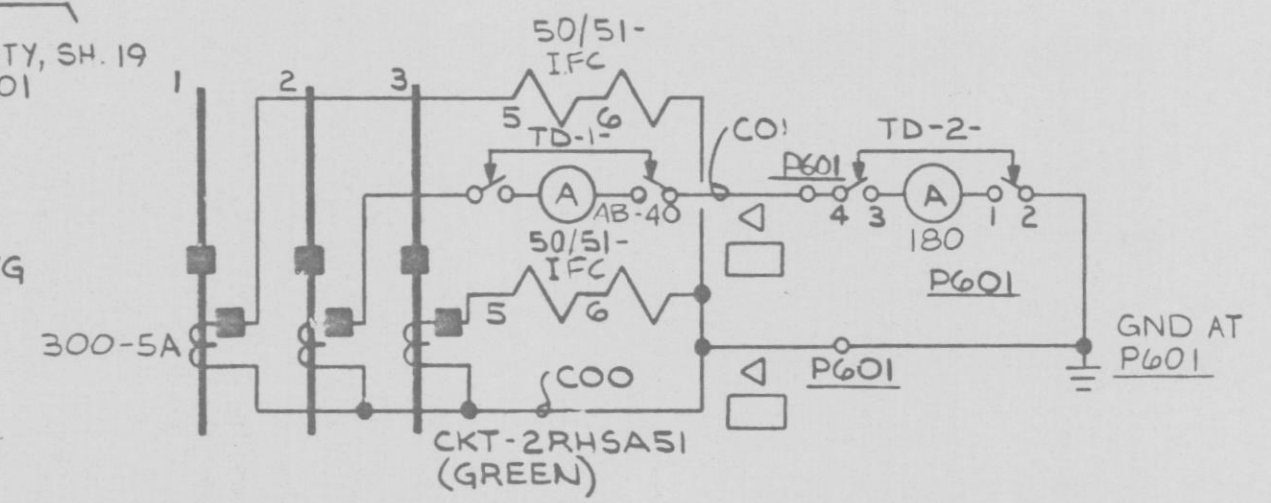 TY, SH. 19
01
1
2
3
50/51-
I.FC
5
6
TD-1-
A
AB-40
CO1
P601
TD-2-
4
3
A
1
2
180
P601
50/51-
IFC
5
6
G
300-5A
COO
P601
GND AT
P601
CKT-2RHSA51
(GREEN)